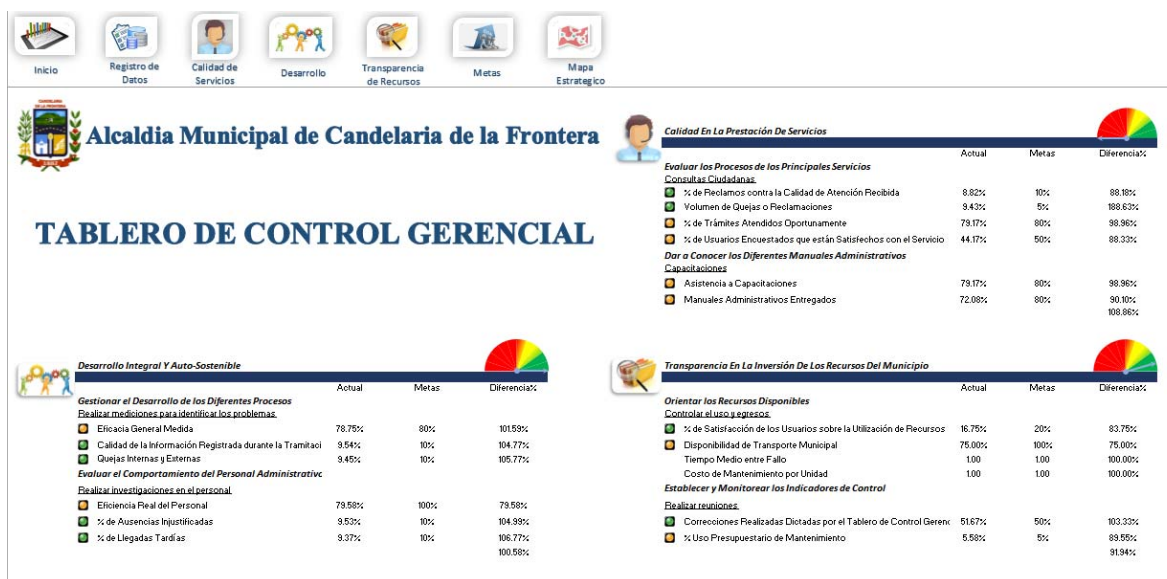 Inicio
Registro de Datos
Calidad de Servicios
Desarrollo
Transparencia de Recursos
Metas
Mapa Estrategico
Alcaldia Municipal de Candelaria de la Frontera
TABLERO DE CONTROL GERENCIAL
Calidad En La Prestación De Servicios
Actual Metas Diferencia%
Evaluar los Procesos de los Principales Servicios
Consultas Ciudadanas
% de Reclamos contra la Calidad de Atención Recibida 8.82% 10% 88.18%
Volumen de Quejas o Reclamaciones 9.43% 5% 188.63%
% de Trámites Atendidos Oportunamente 79.17% 80% 98.96%
% de Usuarios Encuestados que están Satisfechos con el Servicio 44.17% 50% 88.33%
Dar a Conocer los Diferentes Manuales Administrativos
Capacitaciones
Asistencia a Capacitaciones 79.17% 80% 98.96%
Manuales Administrativos Entregados 72.08% 80% 90.10%
108.86%
Desarrollo Integral Y Auto-Sostenible
Actual Metas Diferencia%
Gestionar el Desarrollo de los Diferentes Procesos
Realizar mediciones para identificar los problemas
Eficacia General Medida 78.75% 80% 101.59%
Calidad de la Información Registrada durante la Tramitaci 9.54% 10% 104.77%
Quejas Internas y Externas 9.45% 10% 105.77%
Evaluar el Comportamiento del Personal Administrativo
Realizar investigaciones en el personal
Eficiencia Real del Personal 79.58% 100% 79.58%
% de Ausencias Injustificadas 9.53% 10% 104.99%
% de Llegadas Tardías 9.37% 10% 106.77%
100.58%
Transparencia En La Inversión De Los Recursos Del Municipio
Actual Metas Diferencia%
Orientar los Recursos Disponibles
Controlar el uso y egresos
% de Satisfacción de los Usuarios sobre la Utilización de Recursos 16.75% 20% 83.75%
Disponibilidad de Transporte Municipal 75.00% 100% 75.00%
Tiempo Medio entre Fallo 1.00 1.00 100.00%
Costo de Mantenimiento por Unidad 1.00 1.00 100.00%
Establecer y Monitorear los Indicadores de Control
Realizar reuniones
Correcciones Realizadas Dictadas por el Tablero de Control Gerenc 51.67% 50% 103.33%
% Uso Presupuestario de Mantenimiento 5.58% 5% 89.55%
91.94%